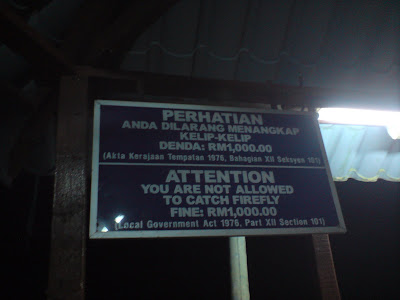 PERHATIAN
ANDA DILARANG MENANGKAP
KELIP-KELIP
DENDA: RM1,000.00
(Akta Kerajaan Tempatan 1976, Bahagian XII Seksyen 101)
ATTENTION
YOU ARE NOT ALLOWED
TO CATCH FIREFLY
FINE: RM1,000.00
(Local Government Act 1976, Part XII Section 101)